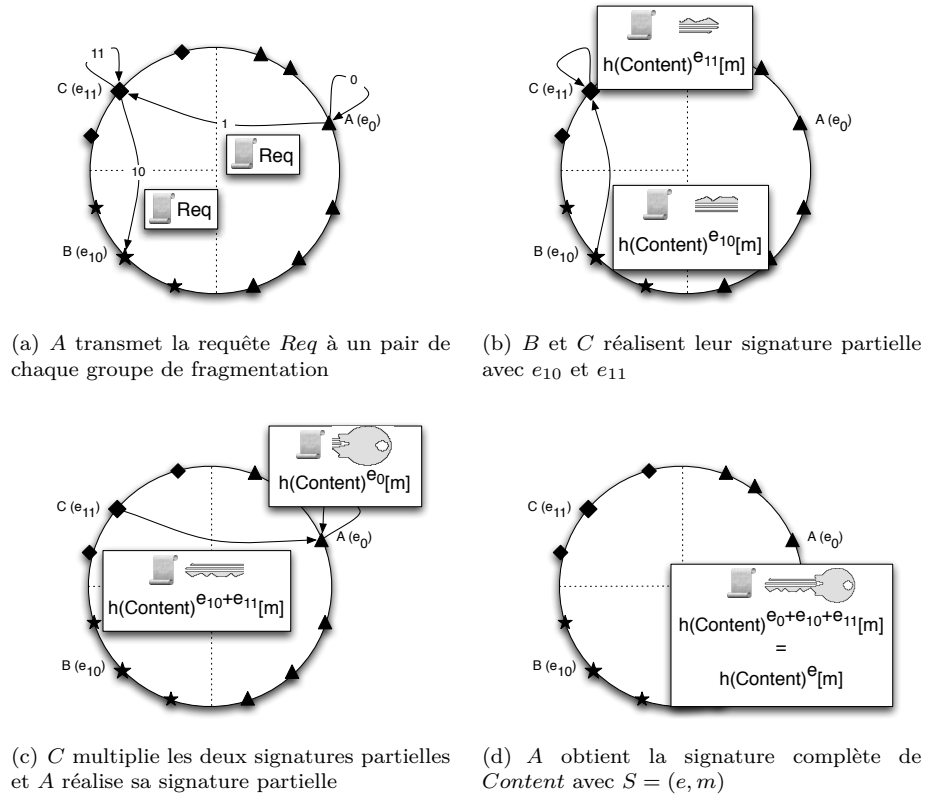 11
C (e11)
0
A (e0)
1
Req
10
Req
B (e10)
(a) A transmet la requête Req à un pair de
chaque groupe de fragmentation
h(Content)^e11[m]
C (e11)
A (e0)
h(Content)^e10[m]
B (e10)
(b) B et C réalisent leur signature partielle
avec e10 et e11
h(Content)^e0[m]
C (e11)
A (e0)
h(Content)^e10+e11[m]
B (e10)
(c) C multiplie les deux signatures partielles
et A réalise sa signature partielle
C (e11)
A (e0)
h(Content)^e0+e10+e11[m]
=
h(Content)^e[m]
B (e10)
(d) A obtient la signature complète de
Content avec S = (e, m)